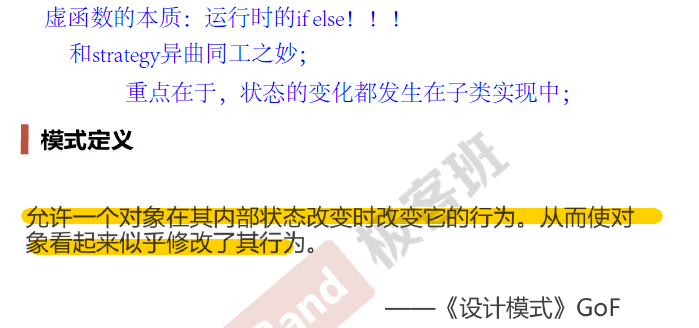 虚函数的本质：运行时的if else！！！
和strategy异曲同工之妙；
重点在于，状态的变化都发生在子类实现中；
模式定义
允许一个对象在其内部状态改变时改变它的行为。从而使对
象看起来似乎修改了其行为。
——《设计模式》GoF
极客班
Band